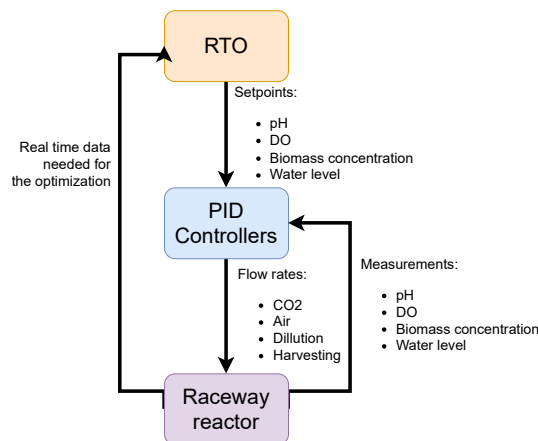 RTO
Setpoints:
• pH
• DO
• Biomass concentration
• Water level
Real time data
needed for
the optimization
PID
Controllers
Flow rates:
• CO2
• Air
• Dillution
• Harvesting
Measurements:
• pH
• DO
• Biomass concentration
• Water level
Raceway
reactor